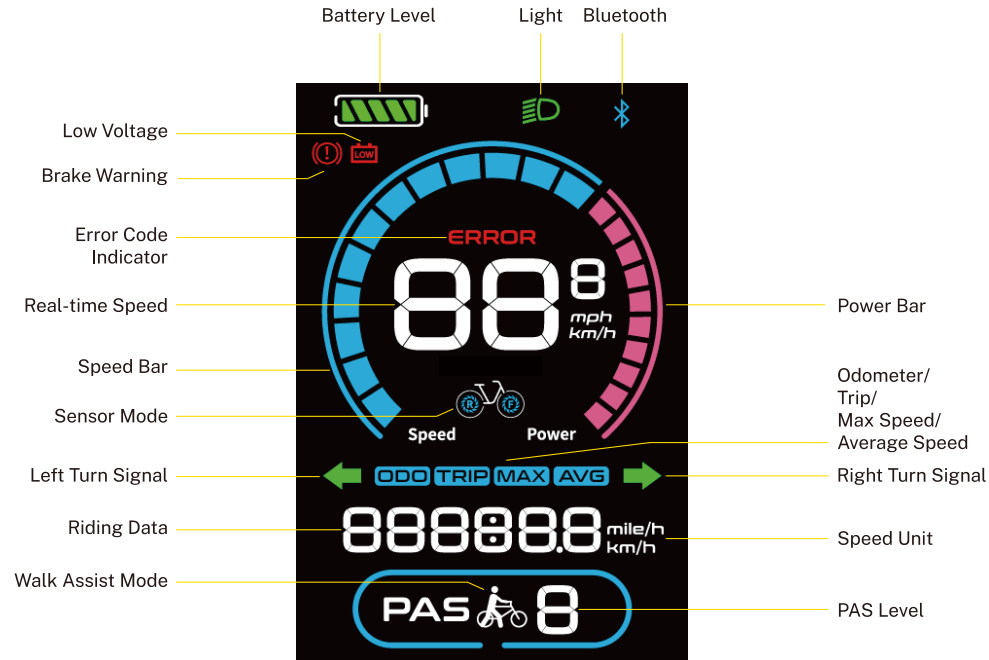 Battery Level
Light
Bluetooth
Low Voltage
LOW
Brake Warning
Error Code
Indicator
ERROR
Real-time Speed
88
8
mph
km/h
Power Bar
Speed Bar
Sensor Mode
R
F
Speed
Power
Odometer/
Trip/
Max Speed/
Average Speed
Left Turn Signal
ODO
TRIP
MAX
AVG
Right Turn Signal
Riding Data
8888:8.8
mile/h
km/h
Speed Unit
Walk Assist Mode
PAS
8
PAS Level